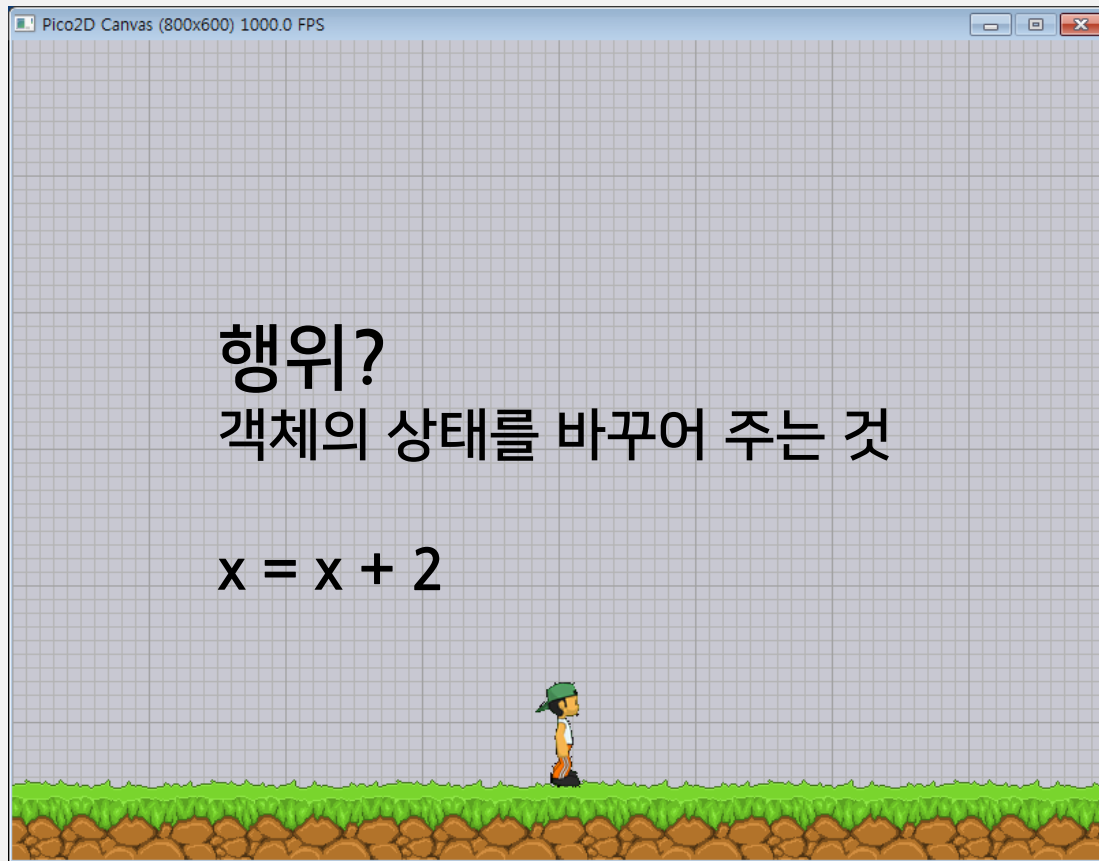 Pico2D Canvas (800x600) 1000.0 FPS
행위?
객체의 상태를 바꾸어 주는 것
x = x + 2